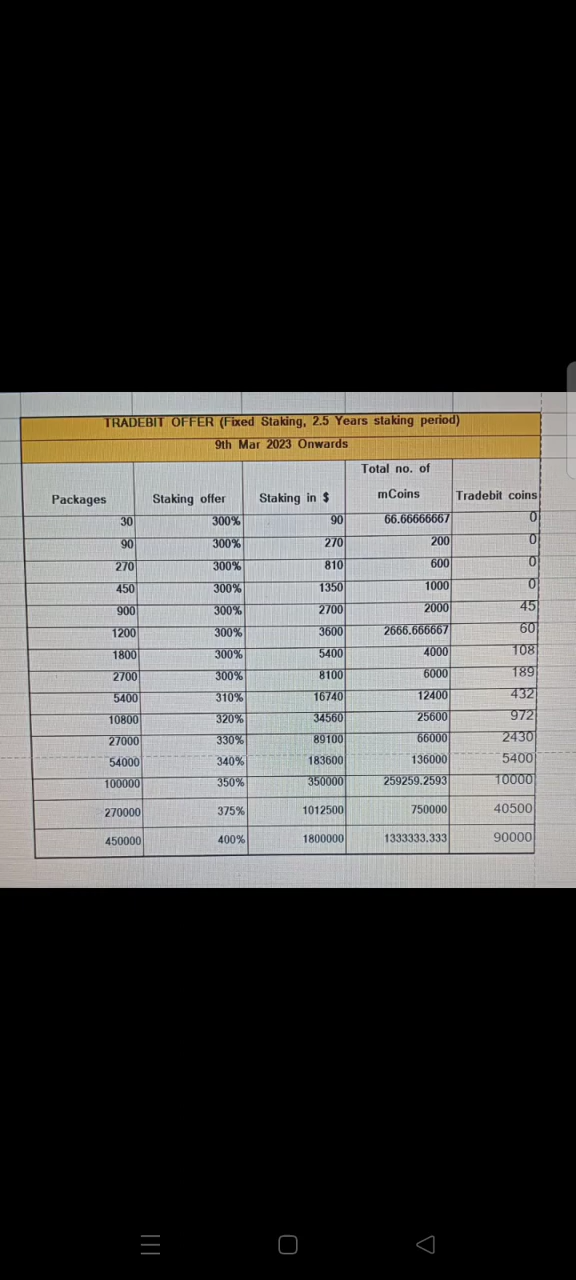 TRADEBIT OFFER (Fixed Staking, 2.5 Years staking period)
9th Mar 2023 Onwards
Packages Staking offer Staking in $ Total no. of mCoins Tradebit coins
30 300% 90 66.66666667 0
90 300% 270 200 0
270 300% 810 600 0
450 300% 1350 1000 0
900 300% 2700 2000 45
1200 300% 3600 2666.666667 60
1800 300% 5400 4000 108
2700 300% 8100 6000 189
5400 310% 16740 12400 432
10800 320% 34560 25600 972
27000 330% 89100 66000 2430
54000 340% 183600 136000 5400
100000 350% 350000 259259.2593 10000
270000 375% 1012500 750000 40500
450000 400% 1800000 1333333.333 90000